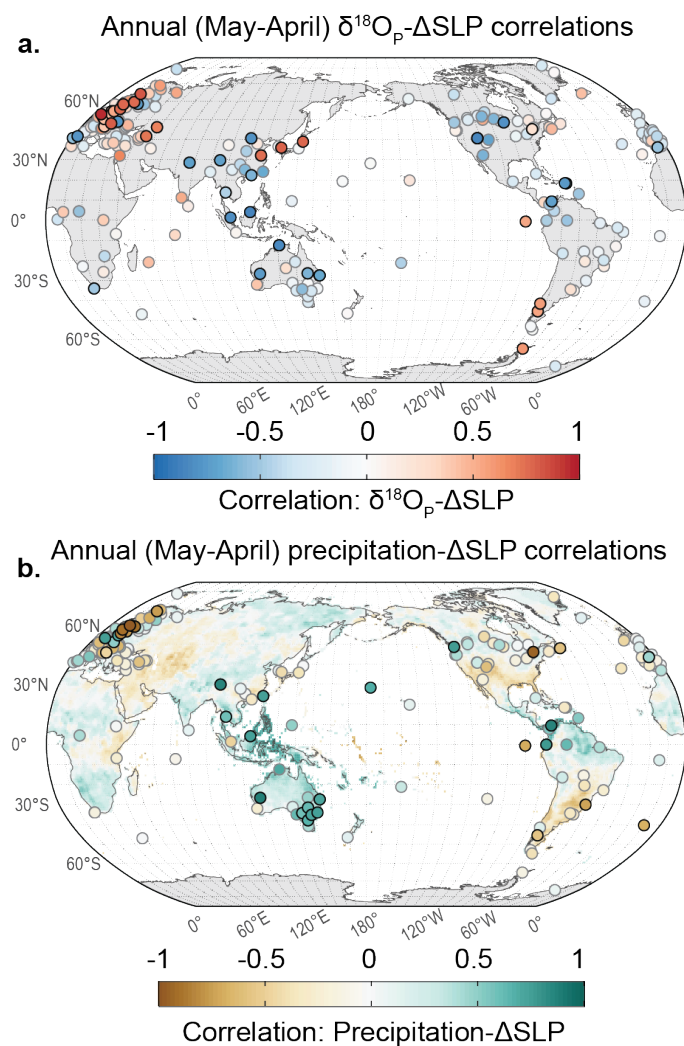 Annual (May-April) δ¹⁸Oₚ-ΔSLP correlations
a.
60°N
30°N
0°
30°S
60°S
0° 60°E 120°E 180° 120°W 60°W 0°
-1 -0.5 0 0.5 1
Correlation: δ¹⁸Oₚ-ΔSLP
Annual (May-April) precipitation-ΔSLP correlations
b.
60°N
30°N
0°
30°S
60°S
0° 60°E 120°E 180° 120°W 60°W 0°
-1 -0.5 0 0.5 1
Correlation: Precipitation-ΔSLP